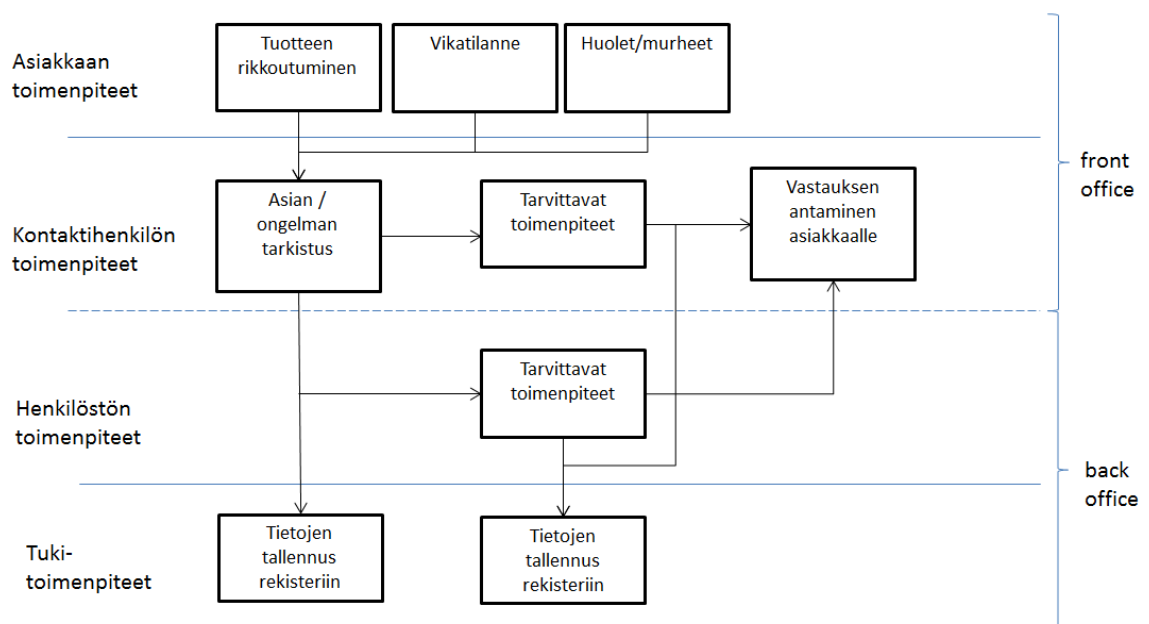 Asiakkaan
toimenpiteet
Tuotteen
rikkoutuminen
Vikatilanne
Huolet/murheet
front
office
Kontaktihenkilön
toimenpiteet
Asian /
ongelman
tarkistus
Tarvittavat
toimenpiteet
Vastauksen
antaminen
asiakkaalle
Henkilöstön
toimenpiteet
Tarvittavat
toimenpiteet
back
office
Tuki-
toimenpiteet
Tietojen
tallennus
rekisteriin
Tietojen
tallennus
rekisteriin